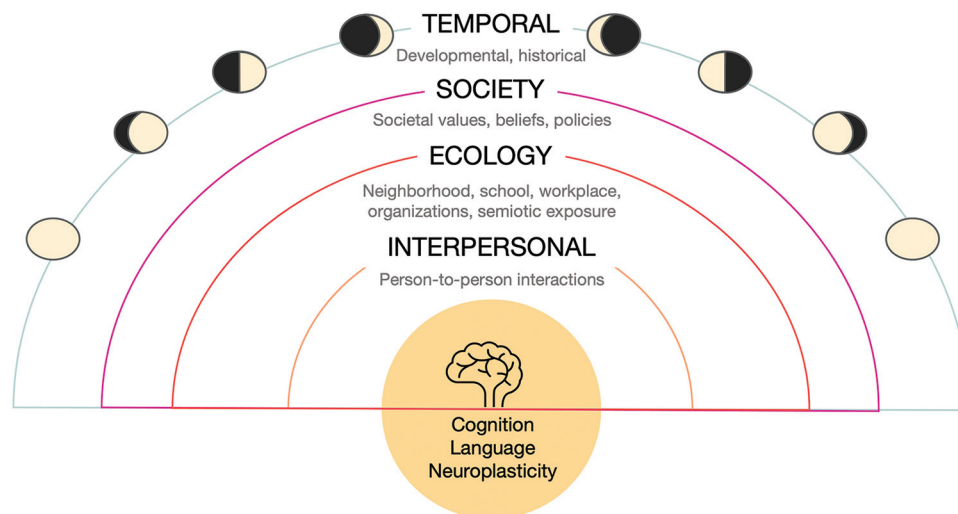 TEMPORAL
Developmental, historical
SOCIETY
Societal values, beliefs, policies
ECOLOGY
Neighborhood, school, workplace,
organizations, semiotic exposure
INTERPERSONAL
Person-to-person interactions
Cognition
Language
Neuroplasticity